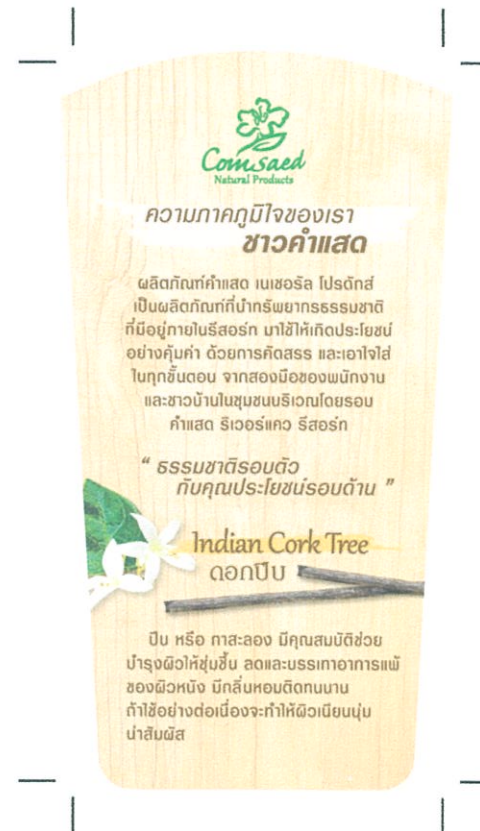 Comsaed
Natural Products
ความภาคภูมิใจของเรา
ชาวคำแสด
ผลิตภัณฑ์คำแสด เนเชอรัล โปรดักส์
เป็นผลิตภัณฑ์ที่นำทรัพยากรธรรมชาติ
ที่มีอยู่ภายในรีสอร์ท มาใช้ให้เกิดประโยชน์
อย่างคุ้มค่า ด้วยการคัดสรร และเอาใจใส่
ในทุกขั้นตอน จากสองมือของพนักงาน
และชาวบ้านในชุมชนบริเวณโดยรอบ
คำแสด ริเวอร์แคว รีสอร์ท
“ ธรรมชาติรอบตัว
กับคุณประโยชน์รอบด้าน ”
Indian Cork Tree
ดอกปีบ
ปีบ หรือ กาสะลอง มีคุณสมบัติช่วย
บำรุงผิวให้ชุ่มชื้น ลดและบรรเทาอาการแพ้
ของผิวหนัง มีกลิ่นหอมติดทนนาน
ถ้าใช้อย่างต่อเนื่องจะทำให้ผิวเนียนนุ่ม
น่าสัมผัส